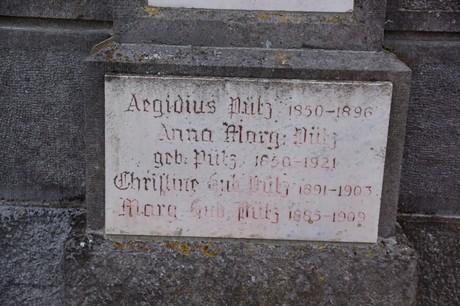 Aegidius Pütz 1850-1896
Anna Marg. Pütz
geb. Pütz 1850-1921
Christine Hub. Pütz 1891-1903
Marg. Hub. Pütz 1885-1909